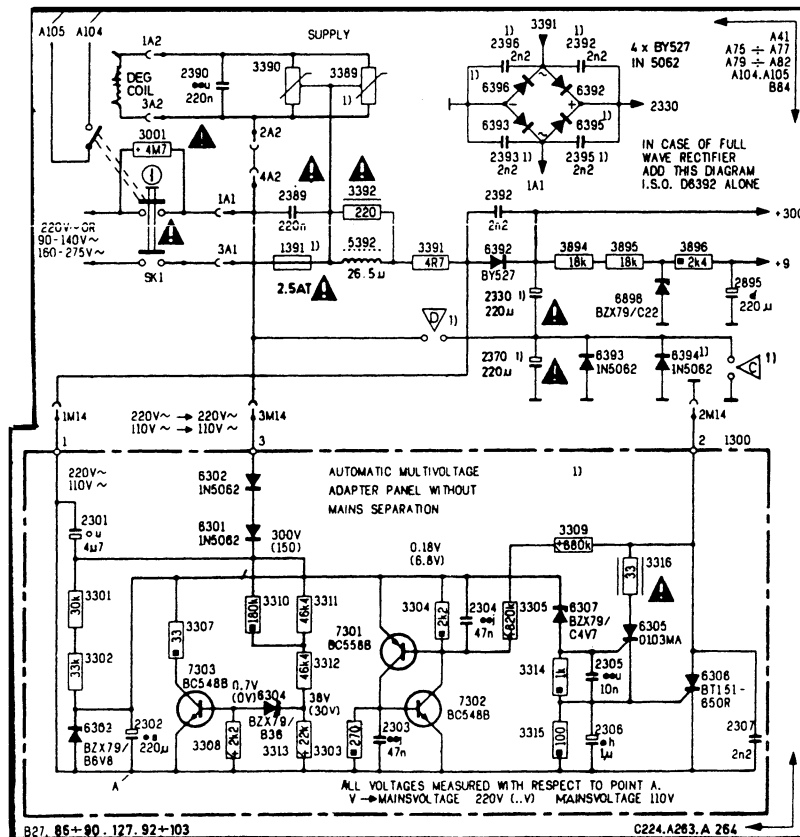 A105 A104
SUPPLY
1A2
DEG
COIL
3A2
2390
●●u
220n
3390
3389
1)
2A2
4A2
3001
+ 4M7
3391
1) 2396
2n2
1) 2392
2n2
1)
6396
6392
~
-
+
2330
6393
6395
1)
~
2393 1)
2n2
2395 1)
2n2
1A1
4 x BY527
IN 5062
A41
A75 ÷ A77
A79 ÷ A82
A104.A105
B84
IN CASE OF FULL
WAVE RECTIFIER
ADD THIS DIAGRAM
I.S.O. D6392 ALONE
220V~OR
90-140V~
160-275V~
SK1
1A1
3A1
2389
220n
3392
220
1391 1)
2.5AT
5392
26.5µ
3391
4R7
2392
2n2
6392
BY527
+300
3894
18k
3895
18k
3896
2k4
+9
6898
BZX79/C22
2895
220µ
2330 1)
220µ
D 1)
2370 1)
220µ
6393
1N5062
6394 1)
1N5062
C 1)
1M14
220V~ → 220V~
110V~ → 110V~
3M14
2M14
1
3
2
1300
220V~
110V~
AUTOMATIC MULTIVOLTAGE
ADAPTER PANEL WITHOUT
MAINS SEPARATION
1)
6302
1N5062
6301
1N5062
300V
(150)
2301
4µ7
3301
30k
3302
33k
6303
BZX79/
B6V8
2302
220µ
3307
33
7303
BC548B
3310
180k
3311
46k4
3312
46k4
0.7V
(0V)
6304
BZX79/
B36
38V
(30V)
3308
2k2
3313
22k
3303
270
2303
47n
0.18V
(6.8V)
7301
BC558B
3304
2k2
2304
47n
3305
820k
7302
BC548B
3309
680k
3316
33
6307
BZX79/
C4V7
6305
D103MA
3314
1k
2305
●●u
10n
3315
100
2306
●h
1µ
6306
BT151-
650R
2307
2n2
A
ALL VOLTAGES MEASURED WITH RESPECT TO POINT A.
V → MAINSVOLTAGE 220V (..V) MAINSVOLTAGE 110V
B27. 85÷90. 127. 92÷103
C224.A263.A 264